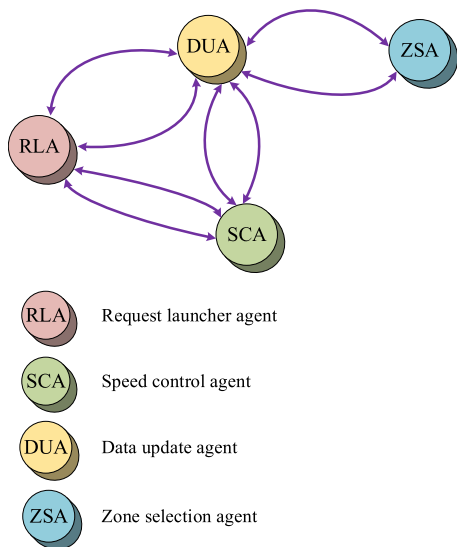 DUA
ZSA
RLA
SCA
RLA Request launcher agent
SCA Speed control agent
DUA Data update agent
ZSA Zone selection agent